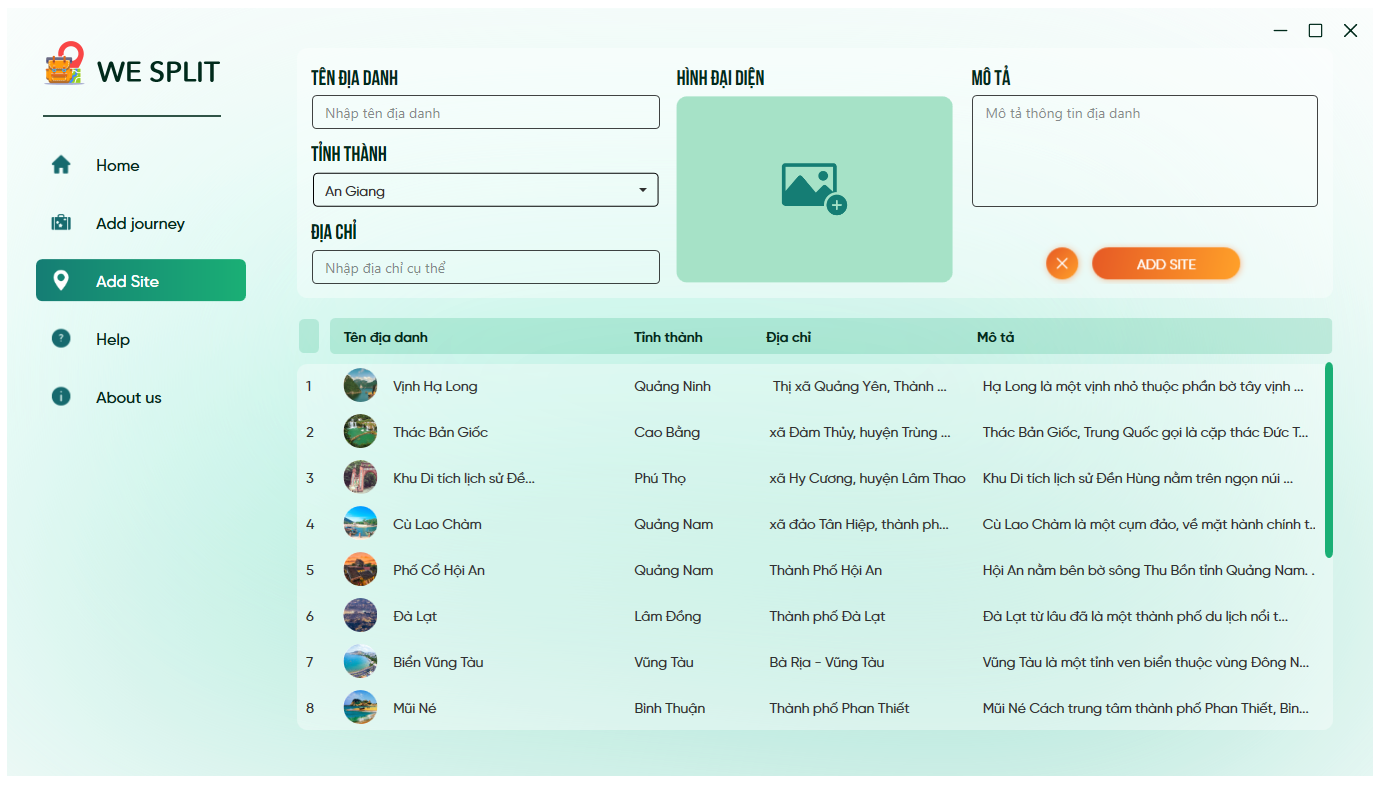 WE SPLIT
Home
Add journey
Add Site
Help
About us
TÊN ĐỊA DANH
Nhập tên địa danh
TỈNH THÀNH
An Giang
ĐỊA CHỈ
Nhập địa chỉ cụ thể
HÌNH ĐẠI DIỆN
MÔ TẢ
Mô tả thông tin địa danh
ADD SITE
Tên địa danh Tỉnh thành Địa chỉ Mô tả
1 Vịnh Hạ Long Quảng Ninh Thị xã Quảng Yên, Thành ... Hạ Long là một vịnh nhỏ thuộc phần bờ tây vịnh ...
2 Thác Bản Giốc Cao Bằng xã Đàm Thủy, huyện Trùng ... Thác Bản Giốc, Trung Quốc gọi là cặp thác Đức T...
3 Khu Di tích lịch sử Đề... Phú Thọ xã Hy Cương, huyện Lâm Thao Khu Di tích lịch sử Đền Hùng nằm trên ngọn núi ...
4 Cù Lao Chàm Quảng Nam xã đảo Tân Hiệp, thành ph... Cù Lao Chàm là một cụm đảo, về mặt hành chính t..
5 Phố Cổ Hội An Quảng Nam Thành Phố Hội An Hội An nằm bên bờ sông Thu Bồn tỉnh Quảng Nam. .
6 Đà Lạt Lâm Đồng Thành phố Đà Lạt Đà Lạt từ lâu đã là một thành phố du lịch nổi t...
7 Biển Vũng Tàu Vũng Tàu Bà Rịa - Vũng Tàu Vũng Tàu là một tỉnh ven biển thuộc vùng Đông N...
8 Mũi Né Bình Thuận Thành phố Phan Thiết Mũi Né Cách trung tâm thành phố Phan Thiết, Bìn...